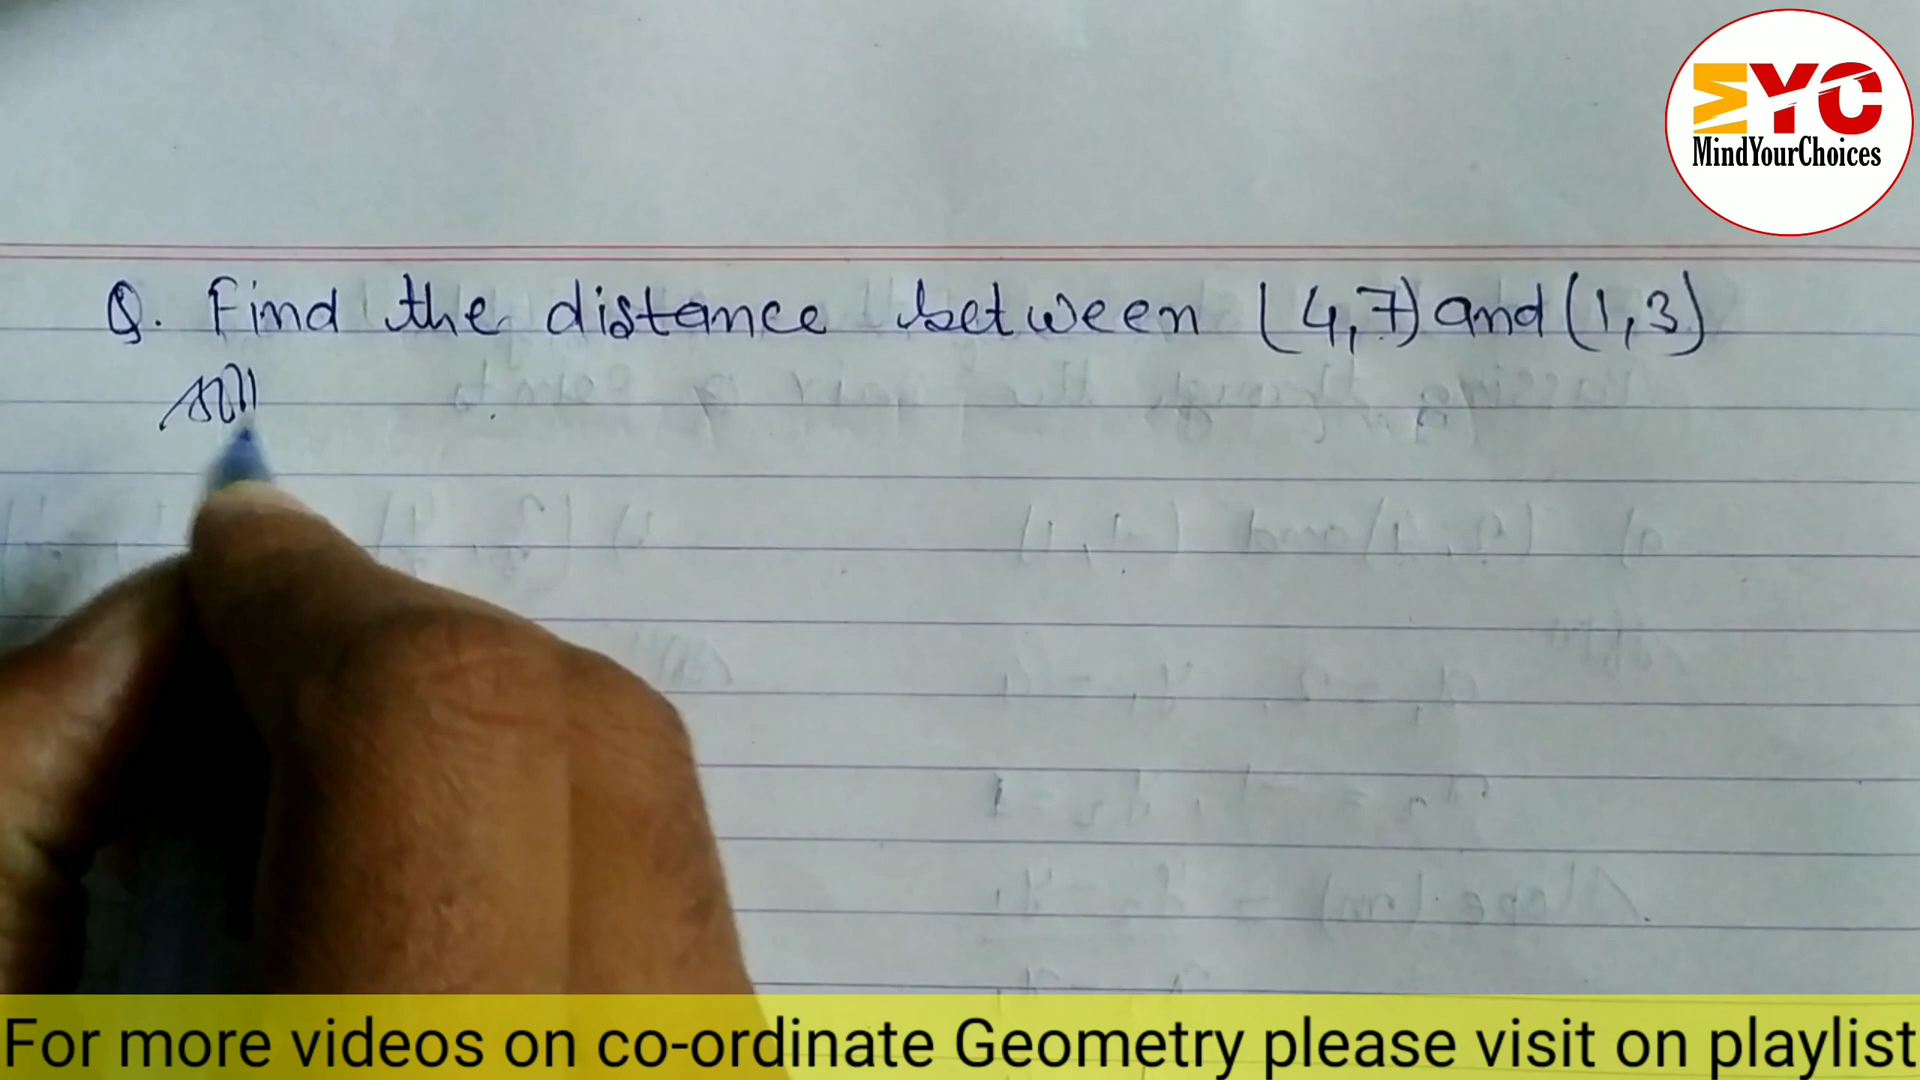 MYC
MindYourChoices
Q. Find the distance between (4,7) and (1,3)
For more videos on co-ordinate Geometry please visit on playlist